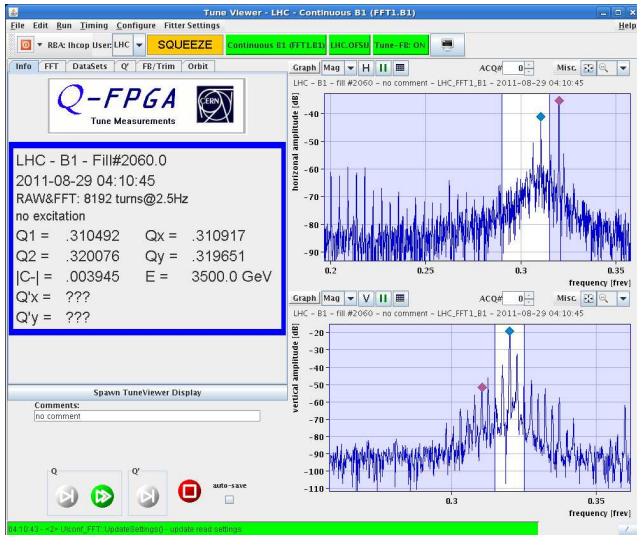 Tune Viewer - LHC - Continuous B1 (FFT1.B1)
File Edit Run Timing Configure Fitter Settings Help
RBA: lhcop User: LHC SQUEEZE Continuous B1 (FFT1.B1) LHC.OFSU Tune-FB: ON
Info FFT DataSets Q' FB/Trim Orbit
Q-FPGA
Tune Measurements
CERN
LHC - B1 - Fill#2060.0
2011-08-29 04:10:45
RAW&FFT: 8192 turns@2.5Hz
no excitation
Q1 = .310492 Qx = .310917
Q2 = .320076 Qy = .319651
|C-| = .003945 E = 3500.0 GeV
Q'x = ???
Q'y = ???
Spawn TuneViewer Display
Comments:
no comment
Q Q'
auto-save
04:10:43 - <2> UIconf_FFT::UpdateSettings() - update read settings
Graph Mag H ACQ# 0 Misc.
LHC - B1 - fill #2060 - no comment - LHC_FFT1_B1 - 2011-08-29 04:10:45
horizonal amplitude [dB]
-40
-50
-60
-70
-80
-90
0.2 0.25 0.3 0.35
frequency [frev]
Graph Mag V ACQ# 0 Misc.
LHC - B1 - fill #2060 - no comment - LHC_FFT1_B1 - 2011-08-29 04:10:45
vertical amplitude [dB]
-20
-30
-40
-50
-60
-70
-80
-90
-100
-110
0.3 0.35
frequency [frev]